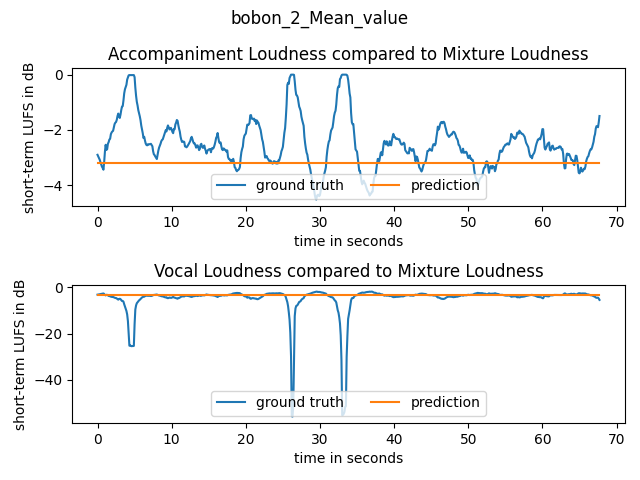 bobon_2_Mean_value
Accompaniment Loudness compared to Mixture Loudness
short-term LUFS in dB
0
−2
−4
ground truth
prediction
0 10 20 30 40 50 60 70
time in seconds
Vocal Loudness compared to Mixture Loudness
short-term LUFS in dB
0
−20
−40
ground truth
prediction
0 10 20 30 40 50 60 70
time in seconds